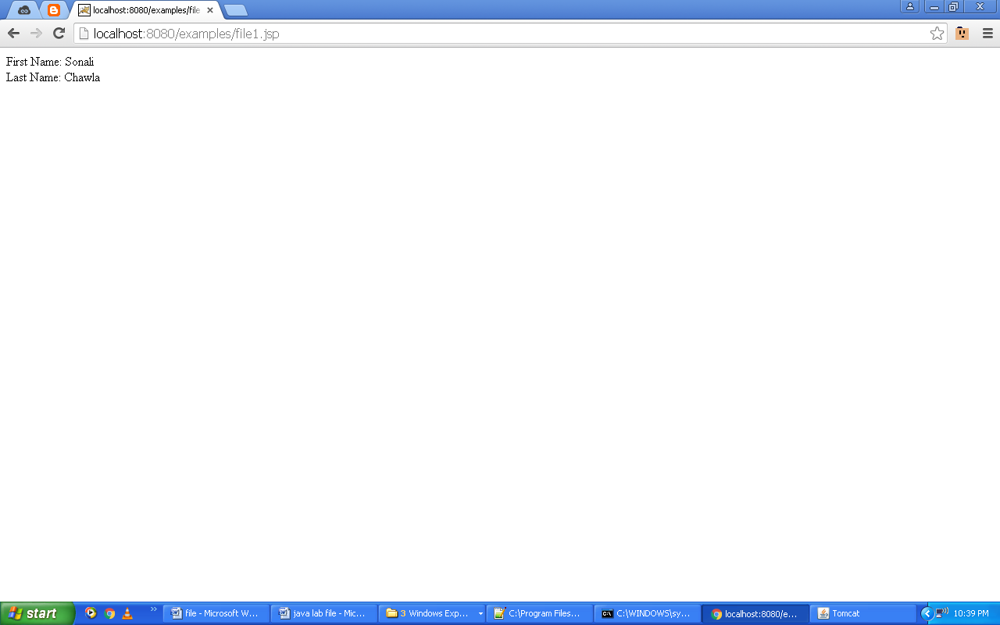 localhost:8080/examples/file
localhost:8080/examples/file1.jsp
First Name: Sonali
Last Name: Chawla
start
file - Microsoft W...
java lab file - Mic...
3 Windows Exp...
C:\Program Files...
C:\WINDOWS\sy...
localhost:8080/e...
Tomcat
10:39 PM